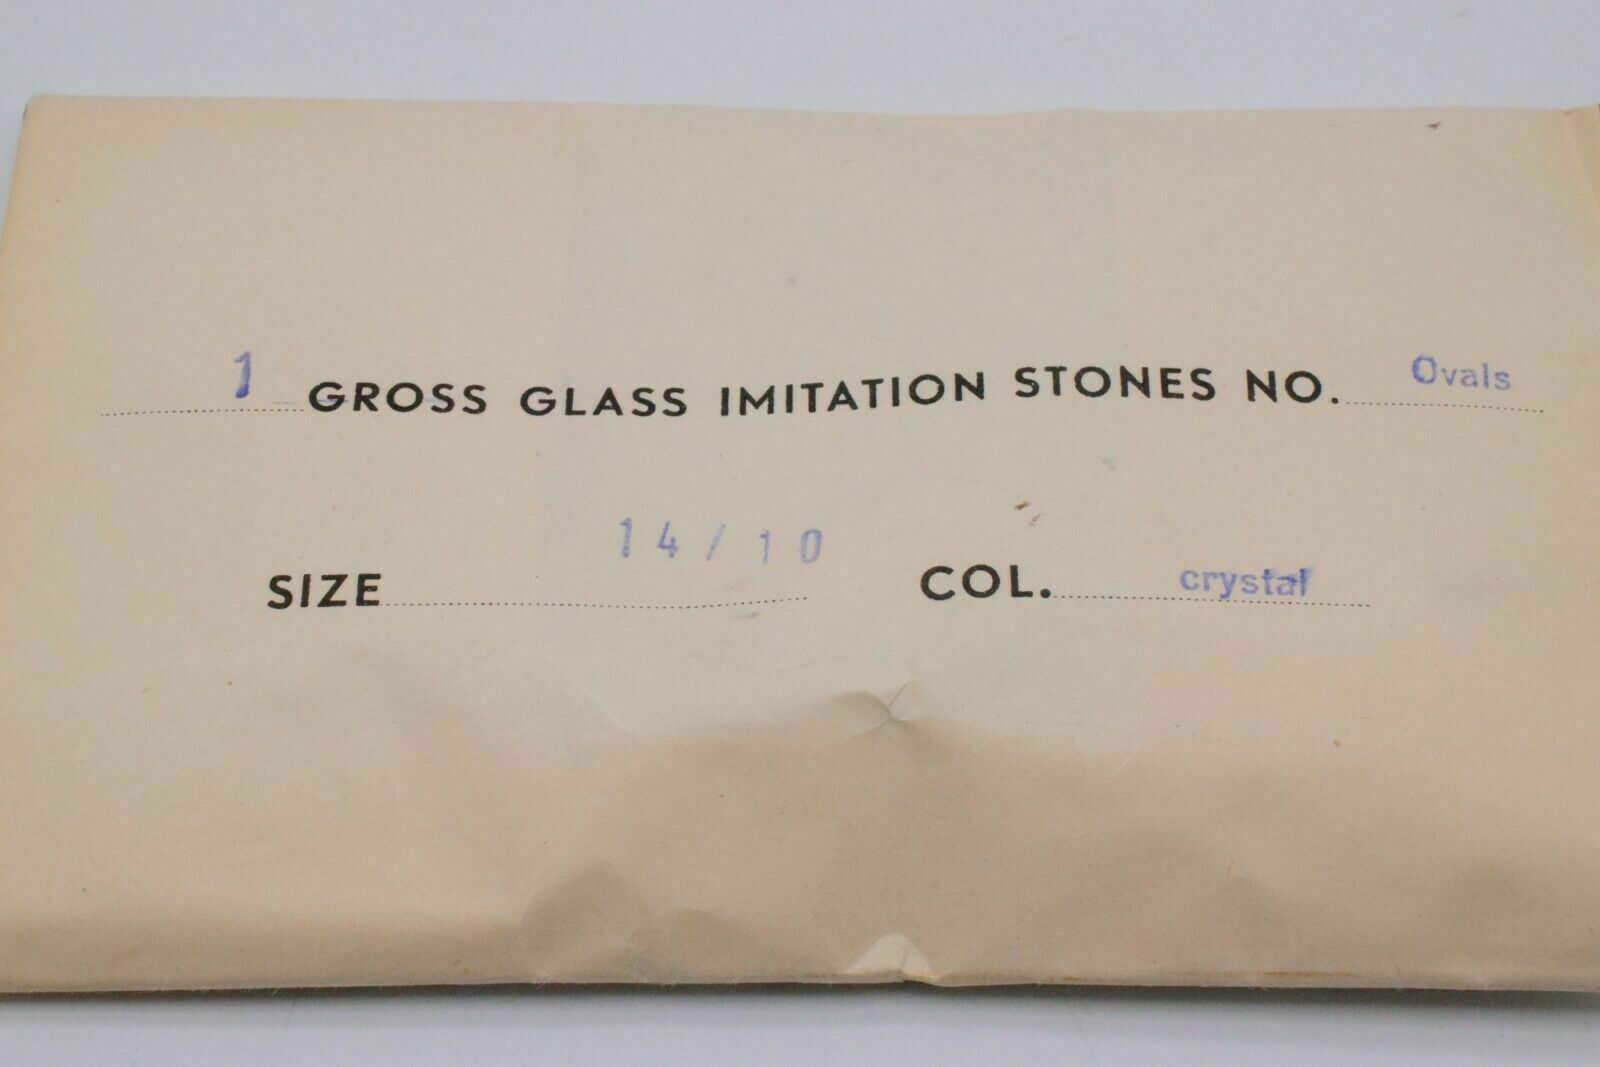 1 GROSS GLASS IMITATION STONES NO. Ovals
SIZE 14/10 COL. crystal